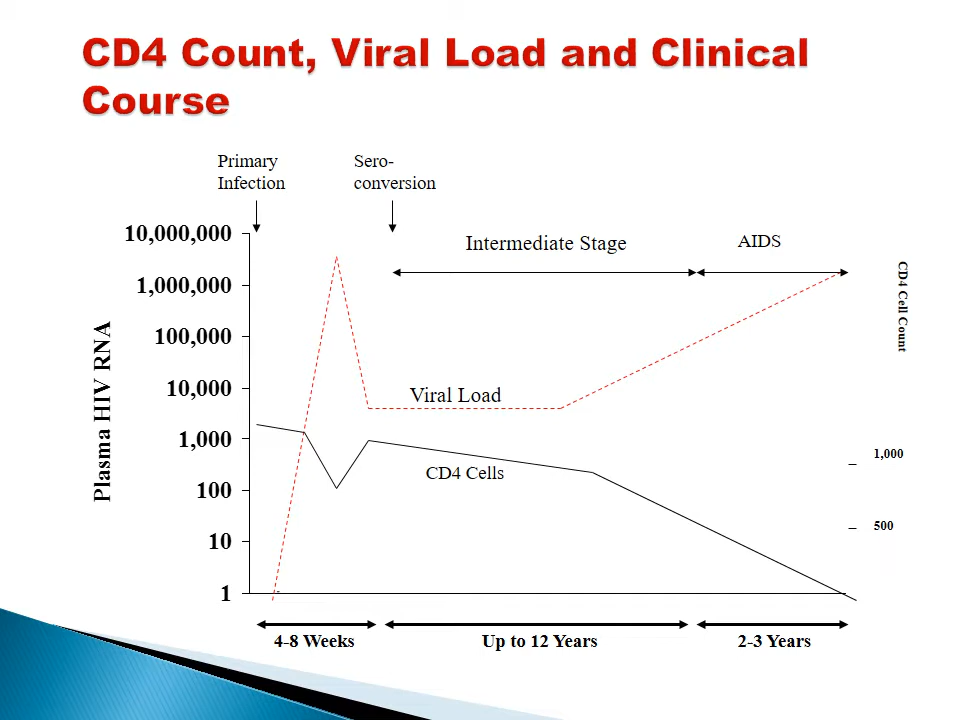 CD4 Count, Viral Load and Clinical
Course
Primary
Infection
Sero-
conversion
Intermediate Stage
AIDS
10,000,000
1,000,000
100,000
10,000
1,000
100
10
1
Plasma HIV RNA
Viral Load
CD4 Cells
CD4 Cell Count
1,000
500
4-8 Weeks
Up to 12 Years
2-3 Years